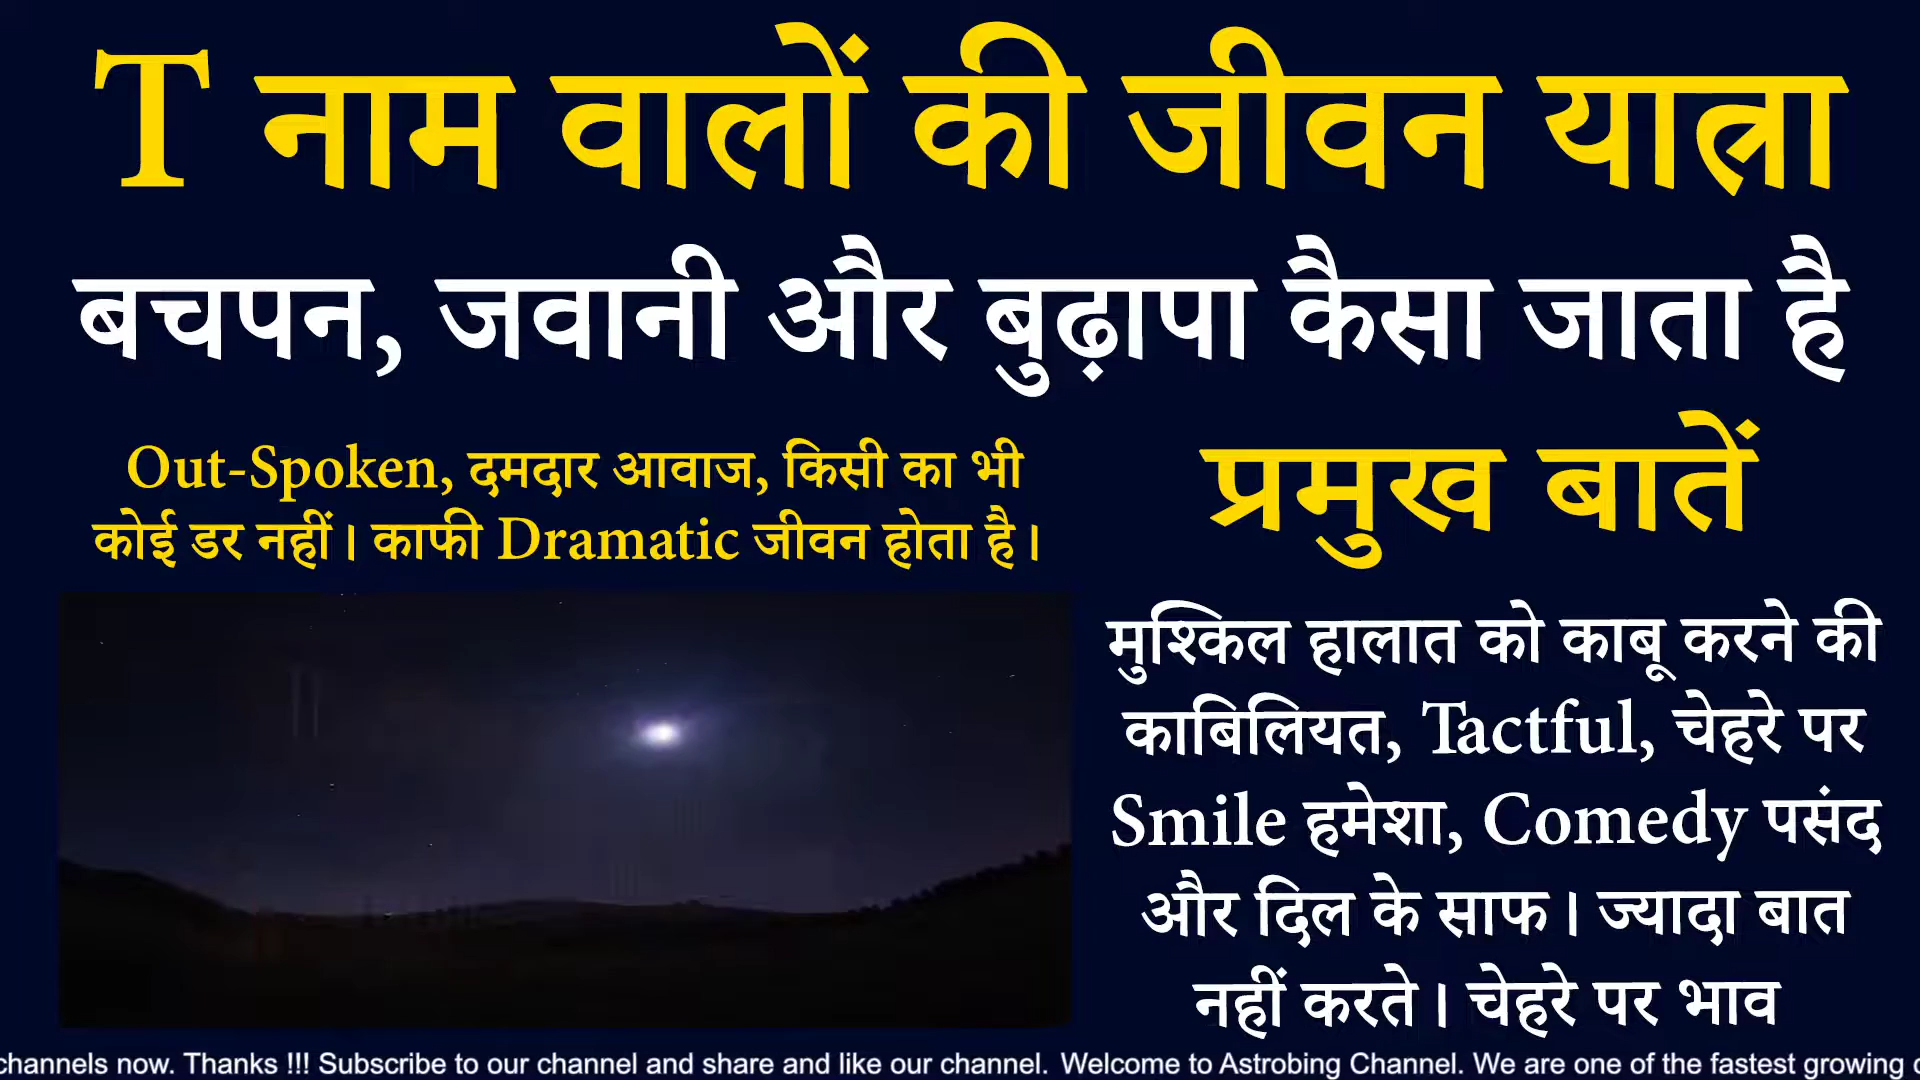 T नाम वालों की जीवन यात्रा
बचपन, जवानी और बुढ़ापा कैसा जाता है
Out-Spoken, दमदार आवाज, किसी का भी
कोई डर नहीं। काफी Dramatic जीवन होता है।
प्रमुख बातें
मुश्किल हालात को काबू करने की
काबिलियत, Tactful, चेहरे पर
Smile हमेशा, Comedy पसंद
और दिल के साफ। ज्यादा बात
नहीं करते। चेहरे पर भाव
channels now. Thanks !!! Subscribe to our channel and share and like our channel. Welcome to Astrobing Channel. We are one of the fastest growing